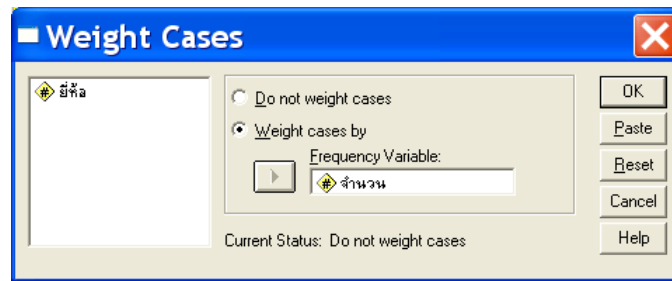 Weight Cases
ยี่ห้อ
Do not weight cases
Weight cases by
Frequency Variable:
จำนวน
Current Status: Do not weight cases
OK
Paste
Reset
Cancel
Help